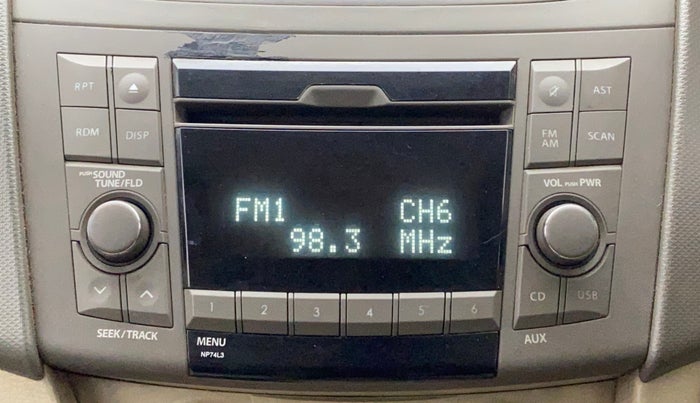 RPT
AST
RDM
DISP
FM
AM
SCAN
PUSH SOUND
TUNE/FLD
VOL PUSH PWR
FM1 CH6
98.3 MHz
1 2 3 4 5 6
CD
USB
SEEK/TRACK
MENU
NP74L3
AUX